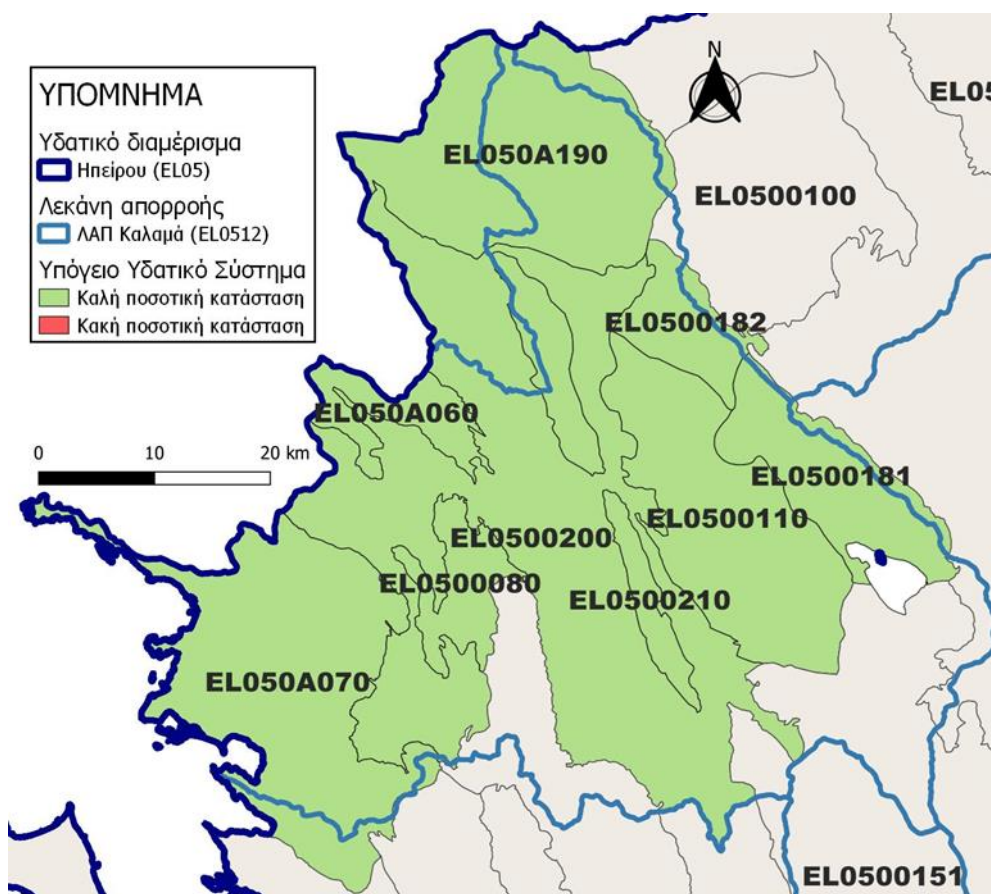 ΥΠΟΜΝΗΜΑ
Υδατικό διαμέρισμα
Ηπείρου (EL05)
Λεκάνη απορροής
ΛΑΠ Καλαμά (EL0512)
Υπόγειο Υδατικό Σύστημα
Καλή ποσοτική κατάσταση
Κακή ποσοτική κατάσταση
N
EL05
EL050A190
EL0500100
EL0500182
EL050A060
0 10 20 km
EL0500181
EL0500110
EL0500200
EL0500080
EL0500210
EL050A070
EL0500151